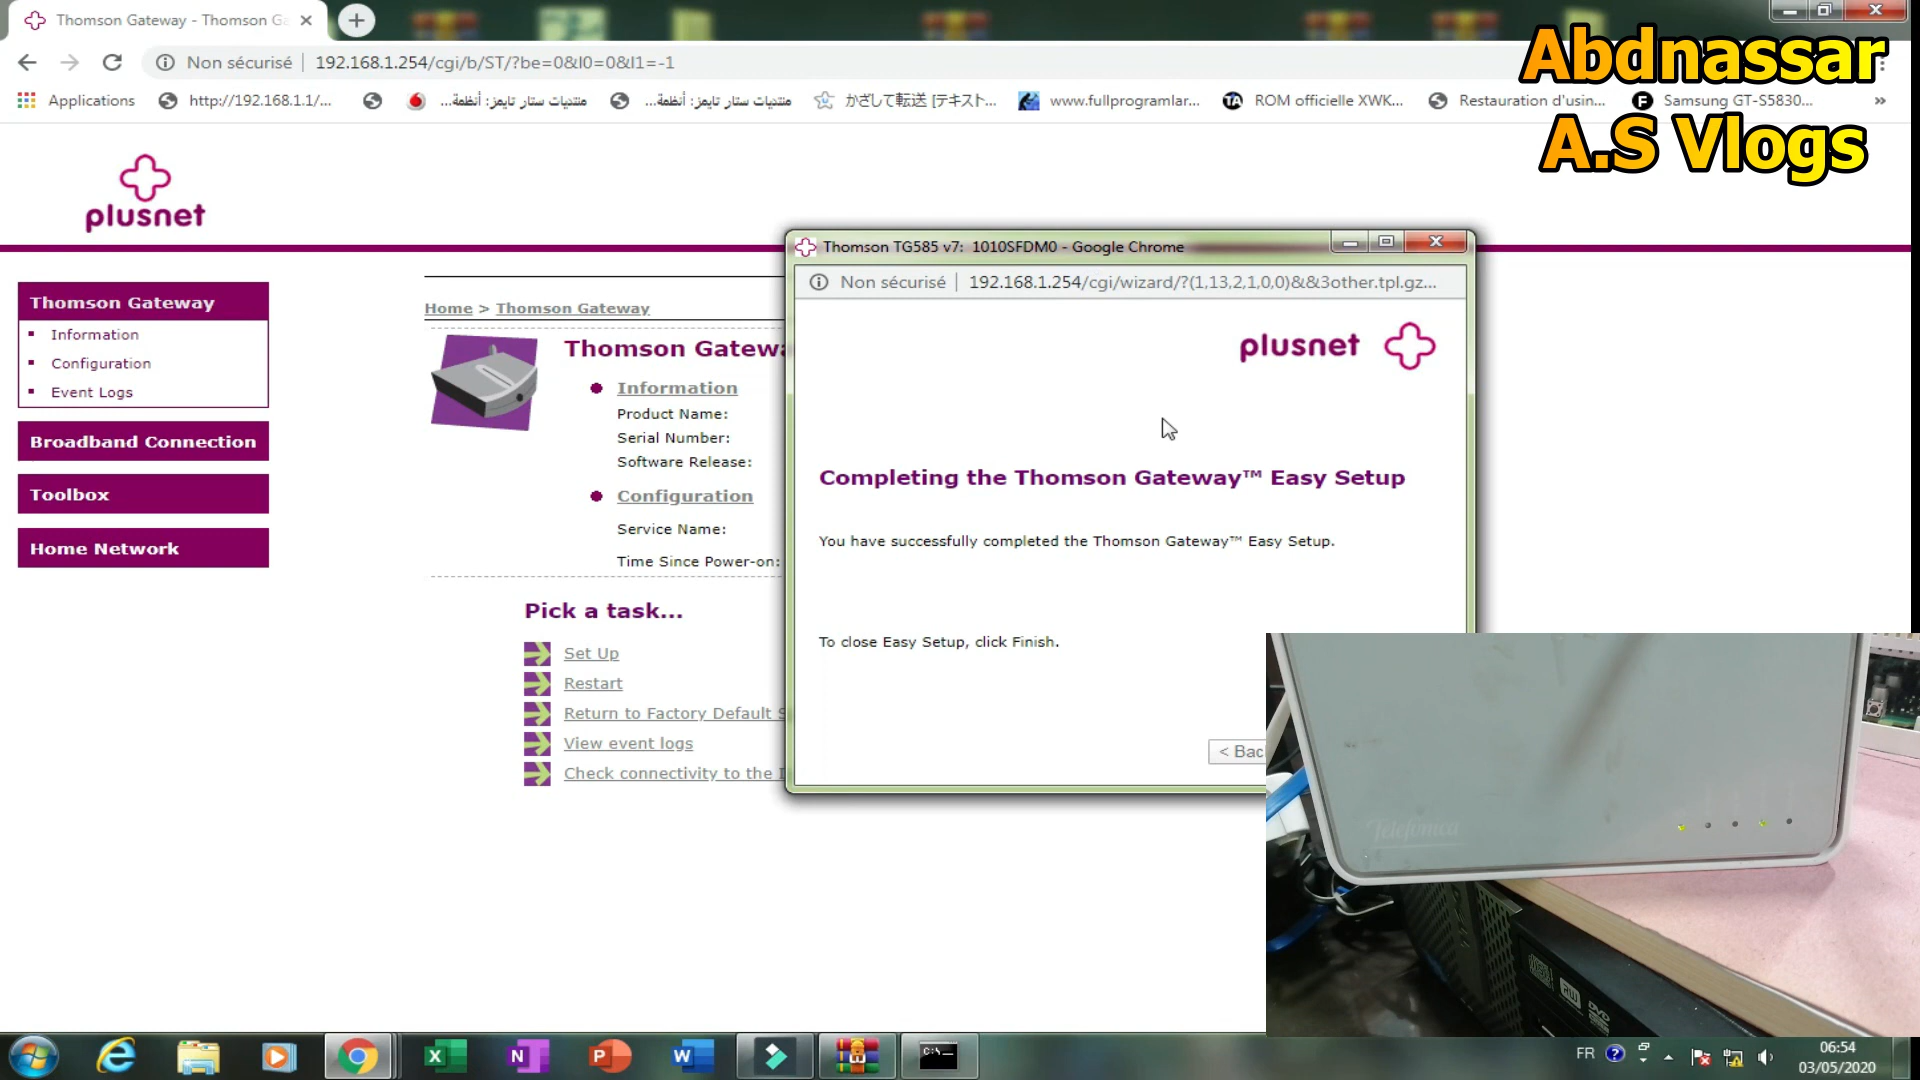 Thomson Gateway - Thomson Ga
Non sécurisé
192.168.1.254/cgi/b/ST/?be=0&l0=0&l1=-1
Abdnassar
A.S Vlogs
Applications
http://192.168.1.1/...
منتديات ستار تايمز: أنظمة...
منتديات ستار تايمز: أنظمة...
かざして転送 [テキスト...
www.fullprogramlar...
ROM officielle XWK...
Restauration d'usin...
Samsung GT-S5830...
»
plusnet
Thomson Gateway
Information
Configuration
Event Logs
Broadband Connection
Toolbox
Home Network
Home > Thomson Gateway
Thomson Gatewa
Information
Product Name:
Serial Number:
Software Release:
Configuration
Service Name:
Time Since Power-on:
Pick a task...
Set Up
Restart
Return to Factory Default S
View event logs
Check connectivity to the I
Thomson TG585 v7: 1010SFDM0 - Google Chrome
Non sécurisé
192.168.1.254/cgi/wizard/?(1,13,2,1,0,0)&&3other.tpl.gz...
plusnet
Completing the Thomson Gateway™ Easy Setup
You have successfully completed the Thomson Gateway™ Easy Setup.
To close Easy Setup, click Finish.
< Bac
Telefónica
FR
06:54
03/05/2020